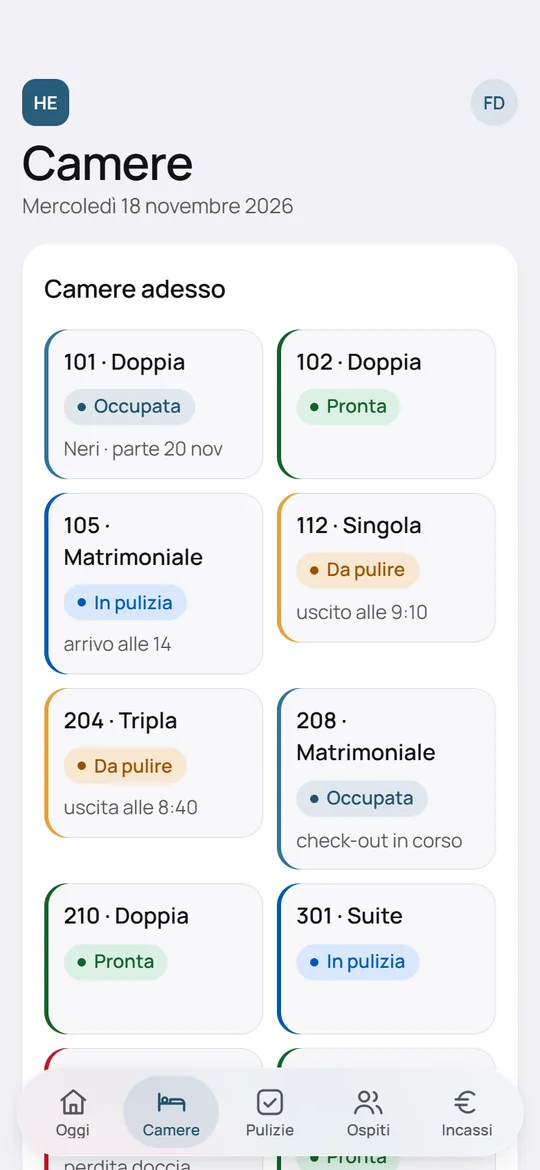 HE
FD
Camere
Mercoledì 18 novembre 2026
Camere adesso
101 · Doppia
Occupata
Neri · parte 20 nov
102 · Doppia
Pronta
105 ·
Matrimoniale
In pulizia
arrivo alle 14
112 · Singola
Da pulire
uscito alle 9:10
204 · Tripla
Da pulire
uscita alle 8:40
208 ·
Matrimoniale
Occupata
check-out in corso
210 · Doppia
Pronta
301 · Suite
In pulizia
perdita doccia
Pronta
Oggi
Camere
Pulizie
Ospiti
Incassi